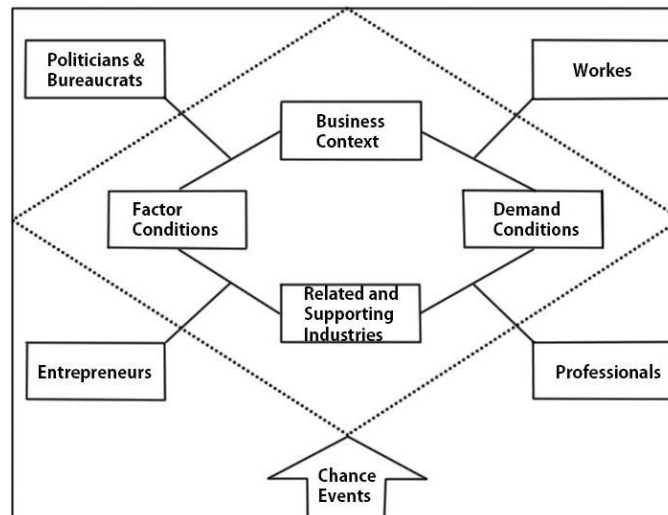 Politicians &
Bureaucrats
Workes
Business
Context
Factor
Conditions
Demand
Conditions
Related and
Supporting
Industries
Entrepreneurs
Professionals
Chance
Events